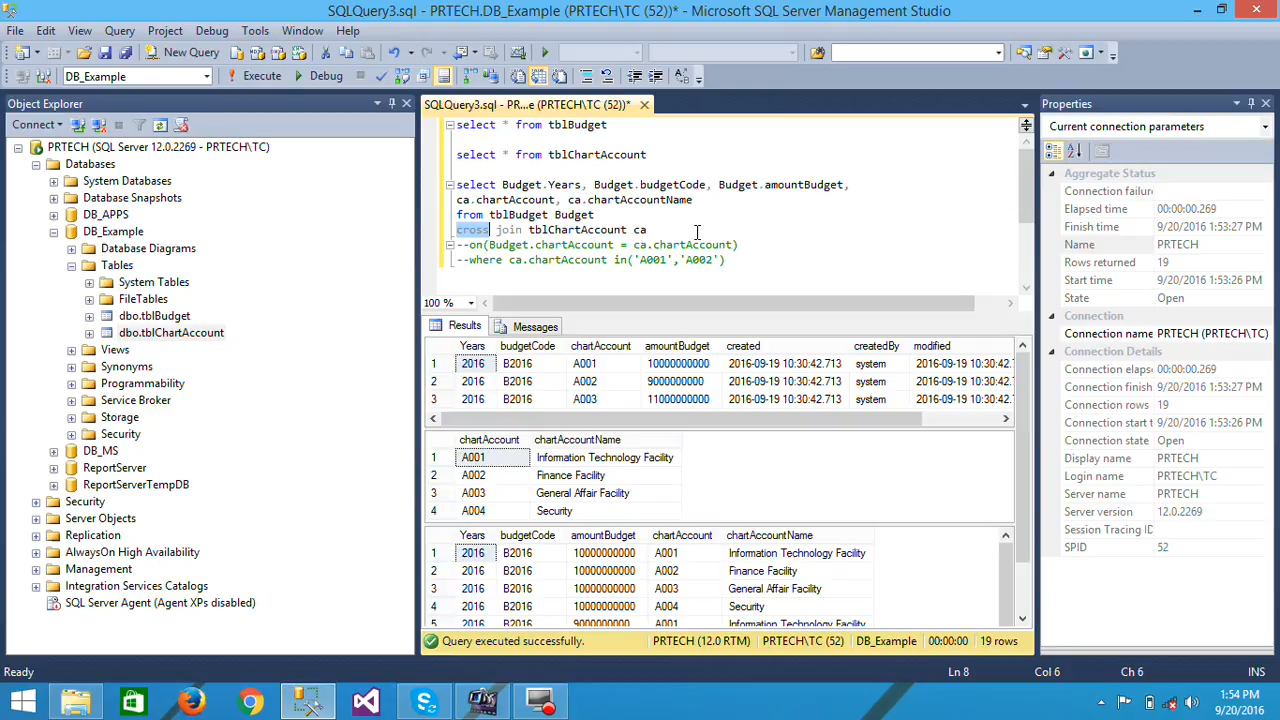 SQLQuery3.sql - PRTECH.DB_Example (PRTECH\TC (52))* - Microsoft SQL Server Management Studio
File Edit View Query Project Debug Tools Window Help
New Query
DB_Example Execute Debug
Object Explorer
Connect
PRTECH (SQL Server 12.0.2269 - PRTECH\TC)
Databases
System Databases
Database Snapshots
DB_APPS
DB_Example
Database Diagrams
Tables
System Tables
FileTables
dbo.tblBudget
dbo.tblChartAccount
Views
Synonyms
Programmability
Service Broker
Storage
Security
DB_MS
ReportServer
ReportServerTempDB
Security
Server Objects
Replication
AlwaysOn High Availability
Management
Integration Services Catalogs
SQL Server Agent (Agent XPs disabled)
SQLQuery3.sql - PR...e (PRTECH\TC (52))*
select * from tblBudget
select * from tblChartAccount
select Budget.Years, Budget.budgetCode, Budget.amountBudget,
ca.chartAccount, ca.chartAccountName
from tblBudget Budget
cross join tblChartAccount ca
--on(Budget.chartAccount = ca.chartAccount)
--where ca.chartAccount in('A001','A002')
100 %
Results Messages
Years budgetCode chartAccount amountBudget created createdBy modified
1 2016 B2016 A001 10000000000 2016-09-19 10:30:42.713 system 2016-09-19 10:30:42.7
2 2016 B2016 A002 9000000000 2016-09-19 10:30:42.713 system 2016-09-19 10:30:42.7
3 2016 B2016 A003 11000000000 2016-09-19 10:30:42.713 system 2016-09-19 10:30:42.7
chartAccount chartAccountName
1 A001 Information Technology Facility
2 A002 Finance Facility
3 A003 General Affair Facility
4 A004 Security
Years budgetCode amountBudget chartAccount chartAccountName
1 2016 B2016 10000000000 A001 Information Technology Facility
2 2016 B2016 10000000000 A002 Finance Facility
3 2016 B2016 10000000000 A003 General Affair Facility
4 2016 B2016 10000000000 A004 Security
5 2016 B2016 9000000000 A001 Information Technology Facility
Query executed successfully. PRTECH (12.0 RTM) PRTECH\TC (52) DB_Example 00:00:00 19 rows
Properties
Current connection parameters
Aggregate Status
Connection failure
Elapsed time 00:00:00.269
Finish time 9/20/2016 1:53:27 PM
Name PRTECH
Rows returned 19
Start time 9/20/2016 1:53:26 PM
State Open
Connection
Connection name PRTECH (PRTECH\TC)
Connection Details
Connection elaps 00:00:00.269
Connection finish 9/20/2016 1:53:27 PM
Connection rows 19
Connection start t 9/20/2016 1:53:26 PM
Connection state Open
Display name PRTECH
Login name PRTECH\TC
Server name PRTECH
Server version 12.0.2269
Session Tracing ID
SPID 52
Ready Ln 8 Col 6 Ch 6 INS
1:54 PM
9/20/2016